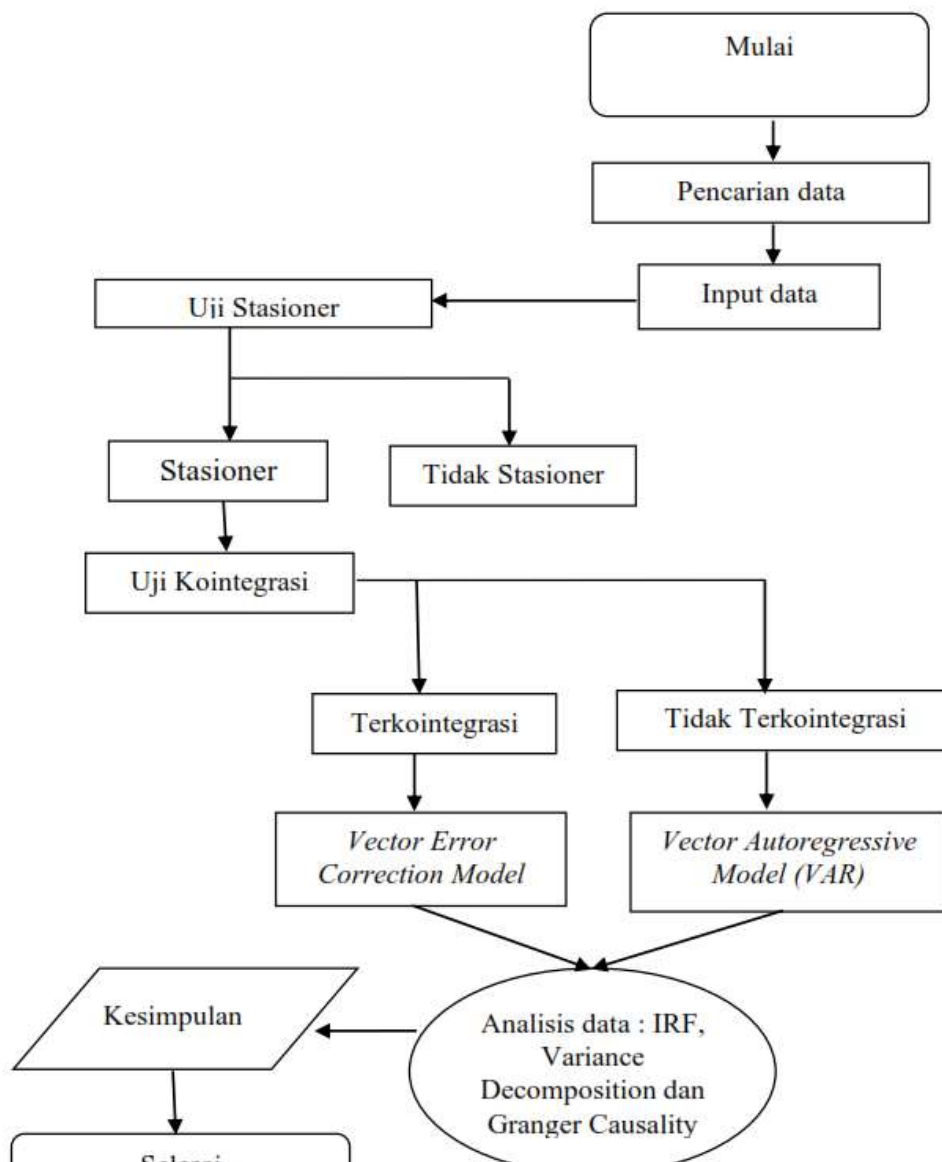 Mulai
Pencarian data
Input data
Uji Stasioner
Stasioner
Tidak Stasioner
Uji Kointegrasi
Terkointegrasi
Tidak Terkointegrasi
Vector Error
Correction Model
Vector Autoregressive
Model (VAR)
Analisis data : IRF,
Variance
Decomposition dan
Granger Causality
Kesimpulan
Selesai